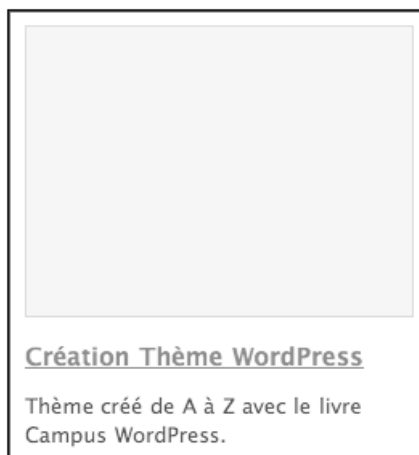 Création Thème WordPress
Thème créé de A à Z avec le livre
Campus WordPress.